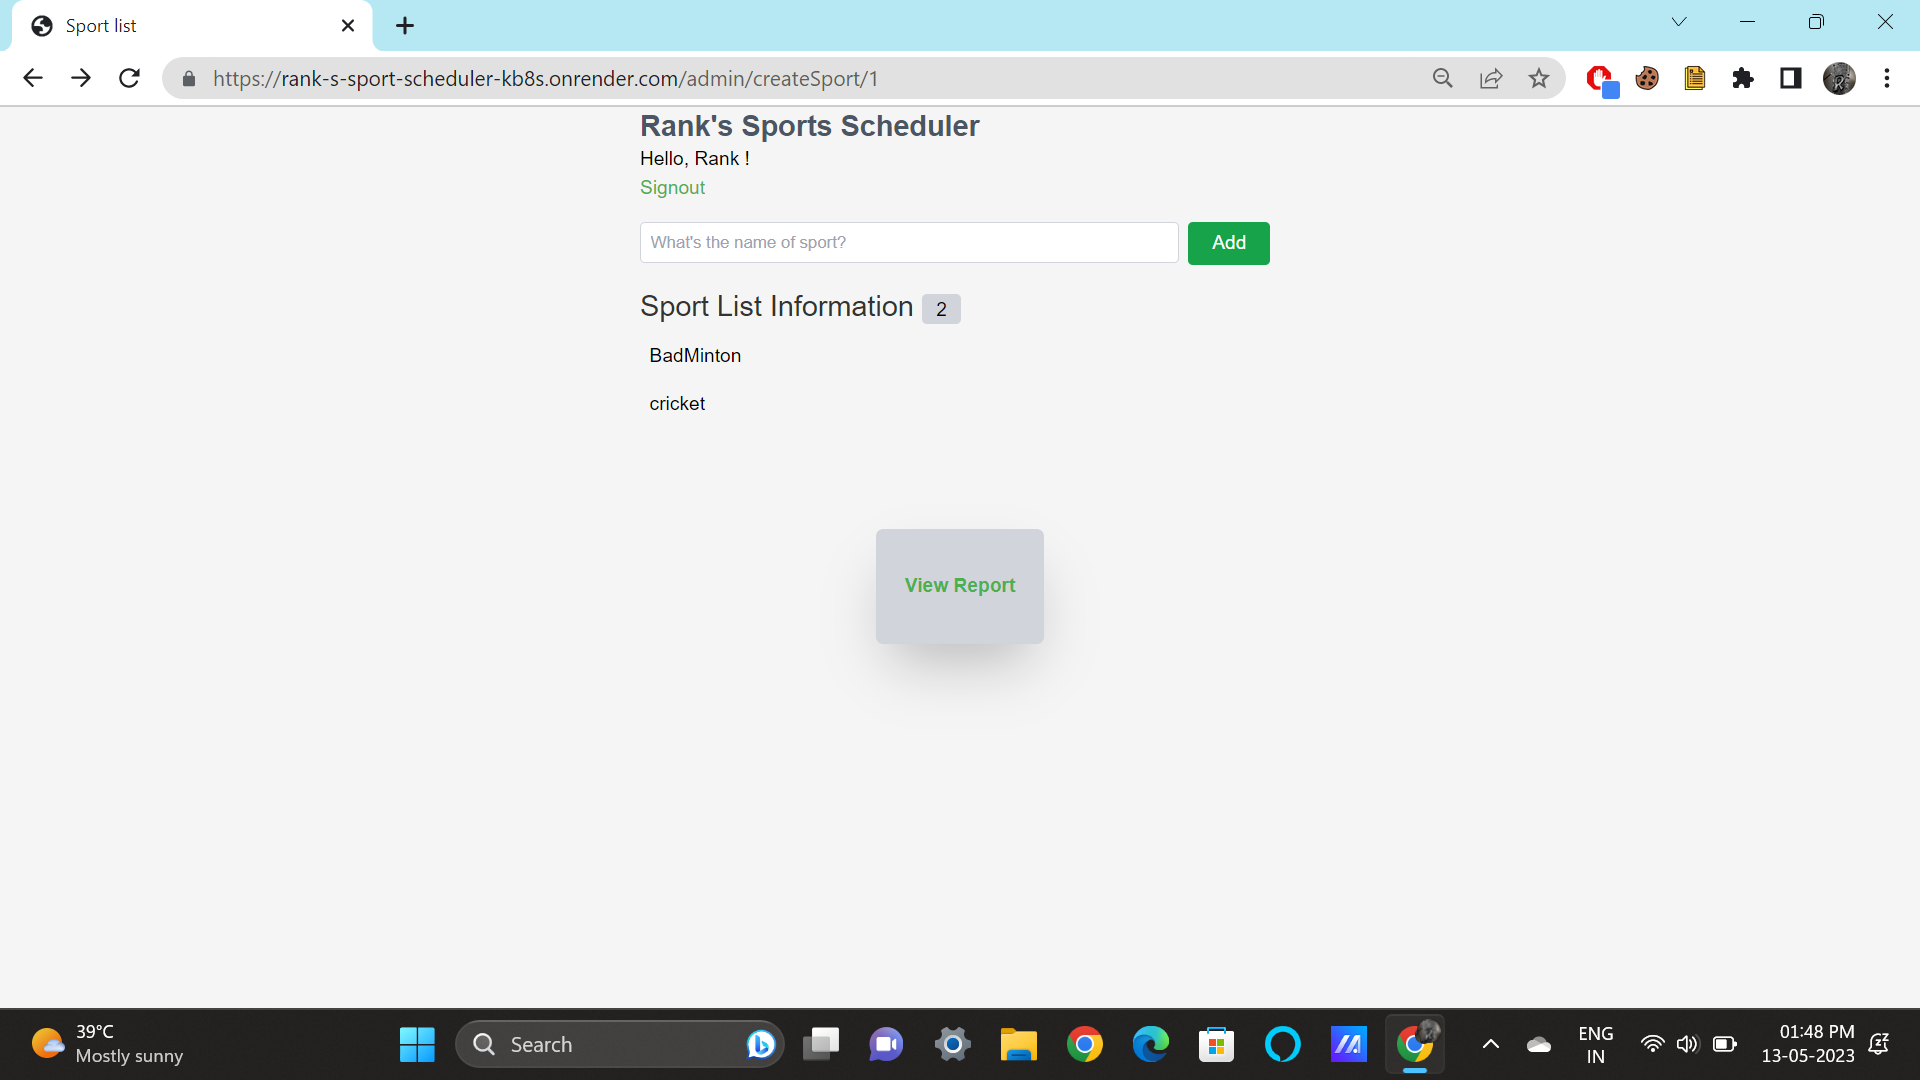 Sport list
https://rank-s-sport-scheduler-kb8s.onrender.com/admin/createSport/1
Rank's Sports Scheduler
Hello, Rank !
Signout
What's the name of sport?
Add
Sport List Information 2
BadMinton
cricket
View Report
39°C
Mostly sunny
Search
ENG
IN
01:48 PM
13-05-2023